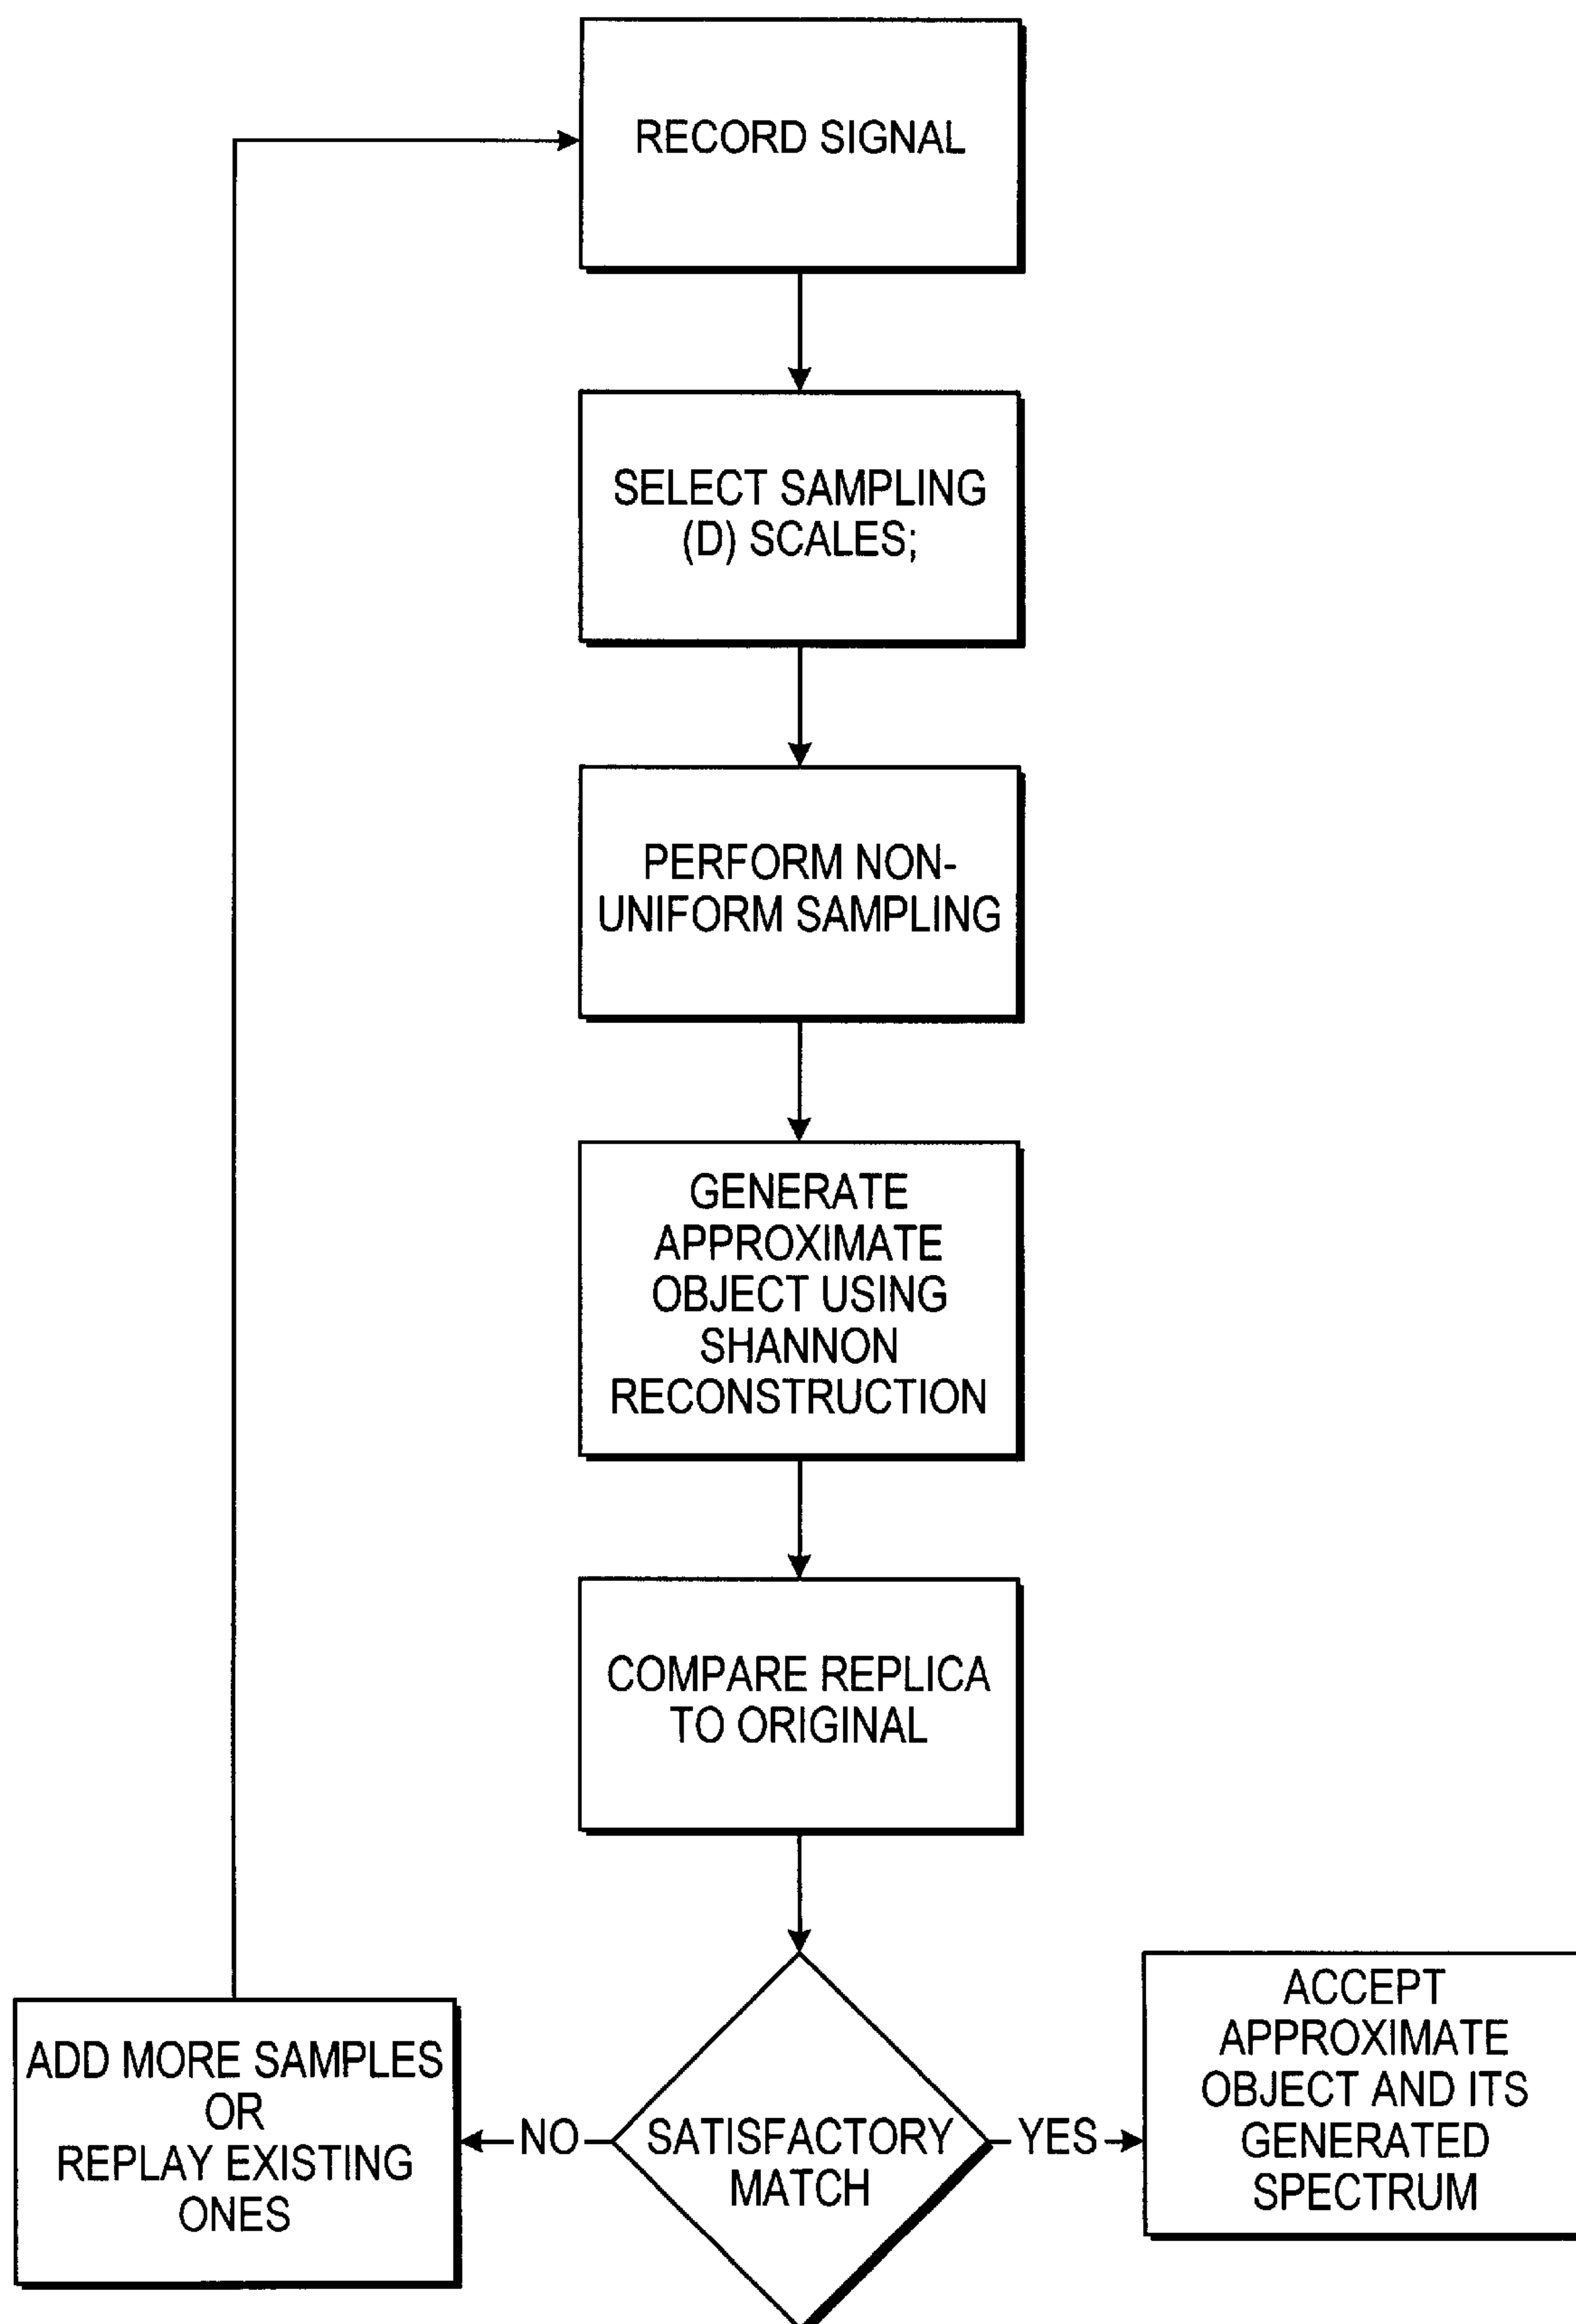 RECORD SIGNAL
SELECT SAMPLING
(D) SCALES;
PERFORM NON-
UNIFORM SAMPLING
GENERATE
APPROXIMATE
OBJECT USING
SHANNON
RECONSTRUCTION
COMPARE REPLICA
TO ORIGINAL
SATISFACTORY
MATCH
NO
YES
ADD MORE SAMPLES
OR
REPLAY EXISTING
ONES
ACCEPT
APPROXIMATE
OBJECT AND ITS
GENERATED
SPECTRUM